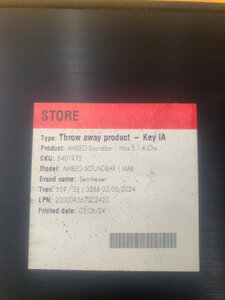 STORE
Type: Throw away product - Key IA
Product: AMBEO Soundbar | Max 5.1.4-Cha
SKU: 6401975
Model: AMBEO SOUNDBAR | MAX
Brand name: Sennheiser
Tran: 559 / 86 / 3268 03/06/2024
LPN: 20000R367002420
Printed date: 03/06/24